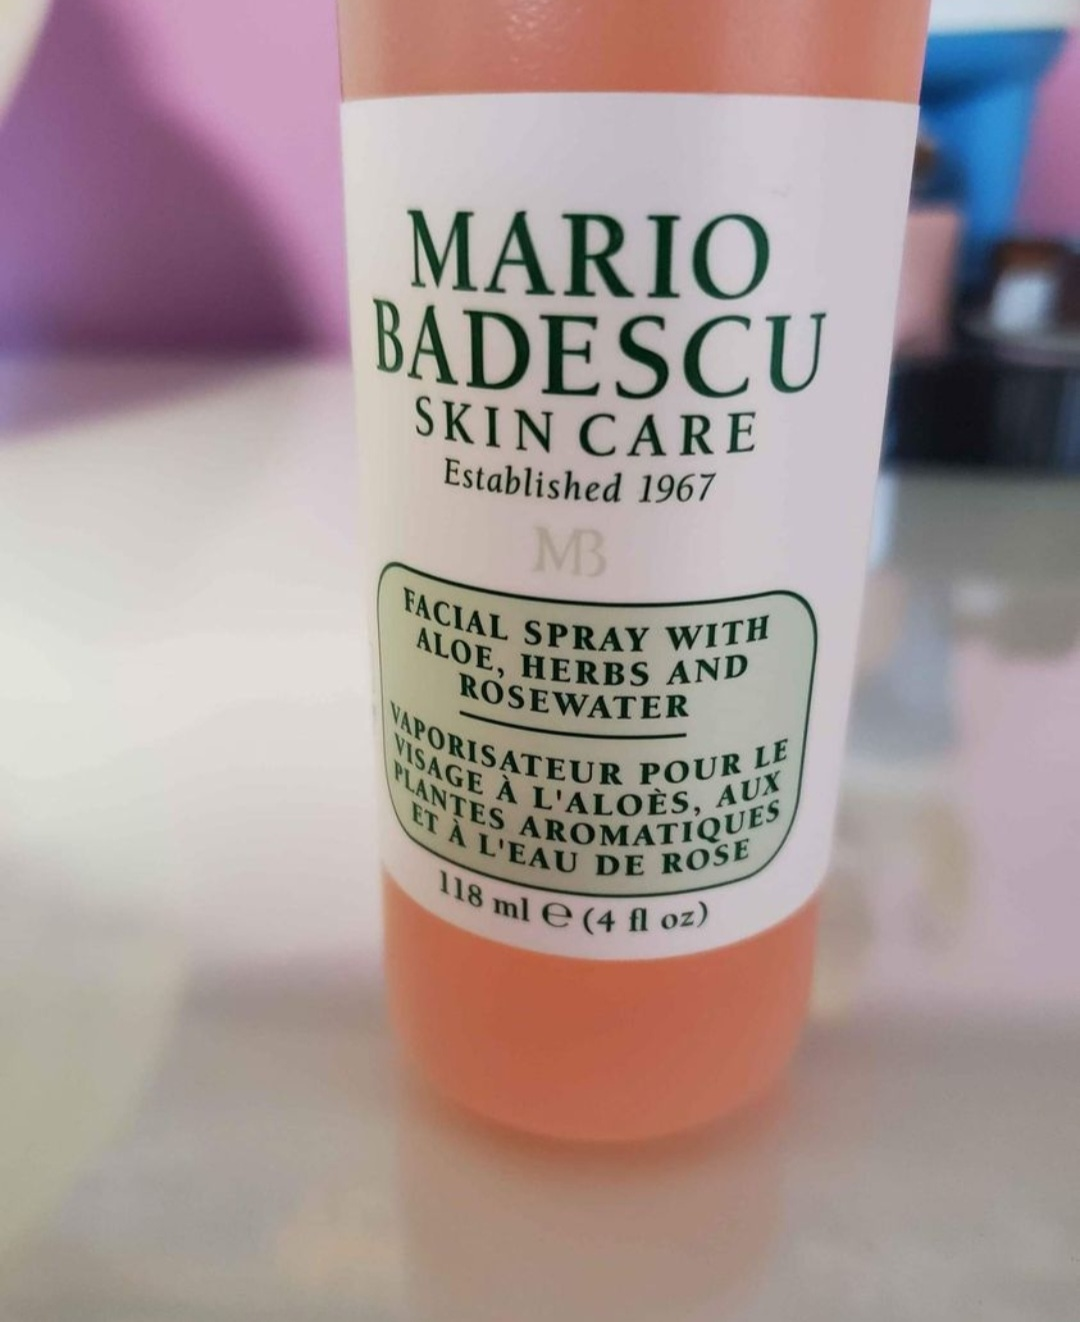 MARIO
BADESCU
SKIN CARE
Established 1967
MB
FACIAL SPRAY WITH
ALOE, HERBS AND
ROSEWATER
VAPORISATEUR POUR LE
VISAGE À L'ALOÈS, AUX
PLANTES AROMATIQUES
ET À L'EAU DE ROSE
118 ml ℮ (4 fl oz)